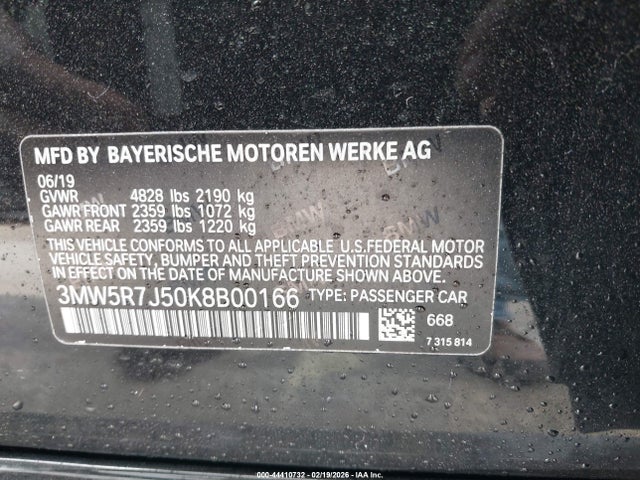 MFD BY BAYERISCHE MOTOREN WERKE AG
06/19
GVWR 4828 lbs 2190 kg
GAWR FRONT 2359 lbs 1072 kg
GAWR REAR 2359 lbs 1220 kg
THIS VEHICLE CONFORMS TO ALL APPLICABLE U.S.FEDERAL MOTOR
VEHICLE SAFETY, BUMPER AND THEFT PREVENTION STANDARDS
IN EFFECT ON THE DATE OF MANUFACTURE SHOWN ABOVE.
3MW5R7J50K8B00166 TYPE: PASSENGER CAR
668
7 315 814
000-44410732 - 02/19/2026 - IAA Inc.